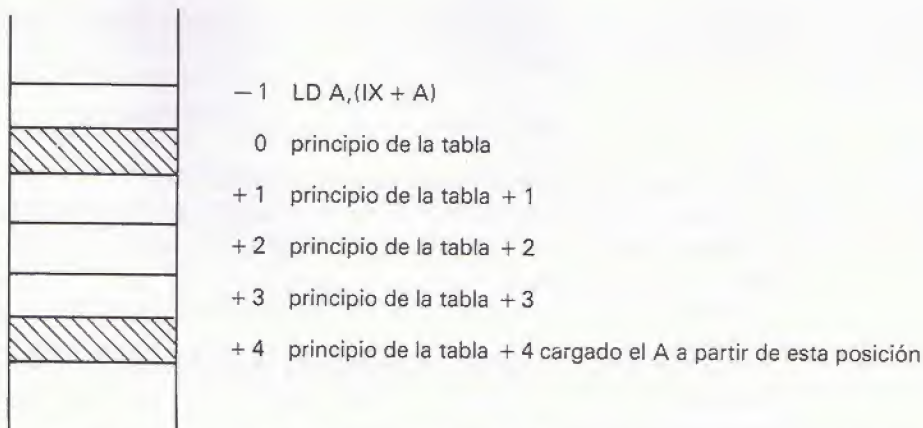 — 1 LD A,(IX + A)
0 principio de la tabla
+ 1 principio de la tabla + 1
+ 2 principio de la tabla + 2
+ 3 principio de la tabla + 3
+ 4 principio de la tabla + 4 cargado el A a partir de esta posición